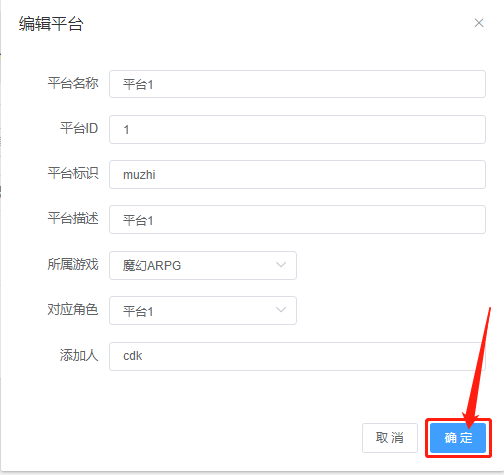 编辑平台
平台名称 平台1
平台ID 1
平台标识 muzhi
平台描述 平台1
所属游戏 魔幻ARPG
对应角色 平台1
添加人 cdk
取消 确定